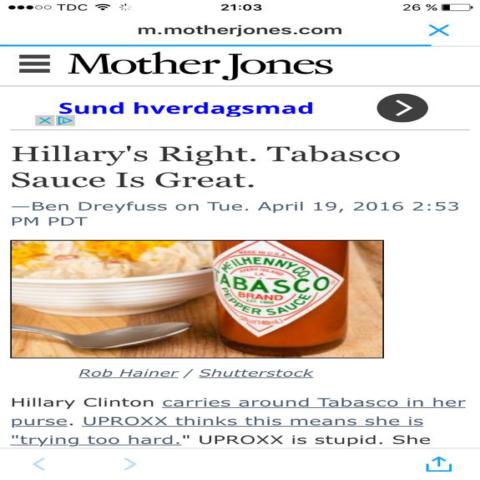 ●●●○○ TDC 21:03 26 %
m.motherjones.com
Mother Jones
Sund hverdagsmad
Hillary's Right. Tabasco
Sauce Is Great.
—Ben Dreyfuss on Tue. April 19, 2016 2:53
PM PDT
MADE IN U.S.A.
McILHENNY CO.
AVERY ISLAND
LA.
TABASCO
BRAND
PEPPER SAUCE
Rob Hainer / Shutterstock
Hillary Clinton carries around Tabasco in her
purse. UPROXX thinks this means she is
"trying too hard." UPROXX is stupid. She